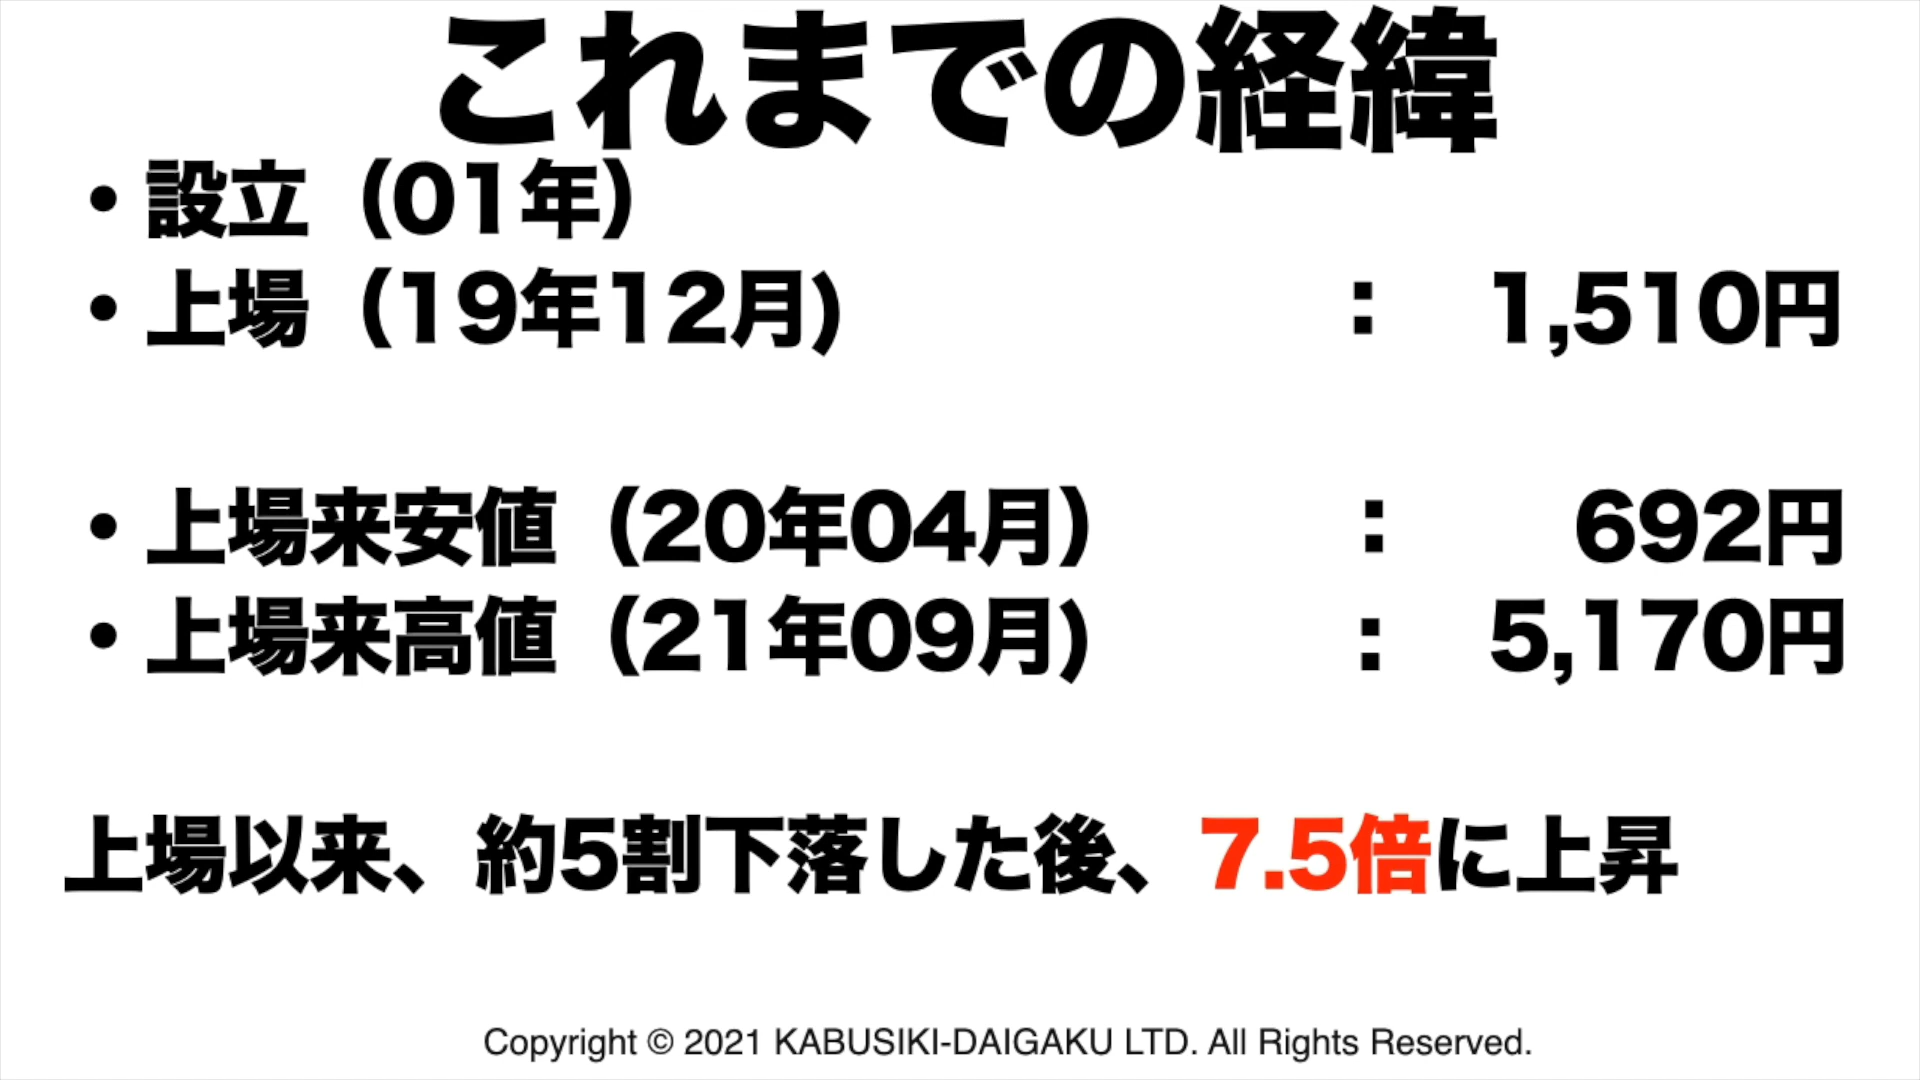 これまでの経緯
・設立（01年）
・上場（19年12月)　：　1,510円
・上場来安値（20年04月）　：　692円
・上場来高値（21年09月)　：　5,170円
上場以来、約5割下落した後、7.5倍に上昇
Copyright © 2021 KABUSIKI-DAIGAKU LTD. All Rights Reserved.